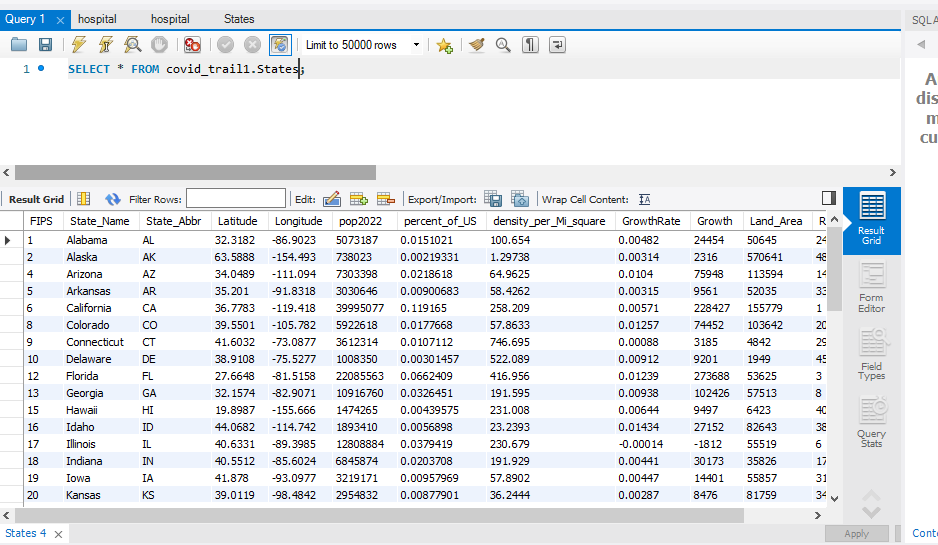 Query 1 hospital hospital States SQLA
Limit to 50000 rows
1 SELECT * FROM covid_trail1.States;
Result Grid Filter Rows: Edit: Export/Import: Wrap Cell Content: IA
FIPS State_Name State_Abbr Latitude Longitude pop2022 percent_of_US density_per_Mi_square GrowthRate Growth Land_Area R
1 Alabama AL 32.3182 -86.9023 5073187 0.0151021 100.654 0.00482 24454 50645 24
2 Alaska AK 63.5888 -154.493 738023 0.00219331 1.29738 0.00314 2316 570641 48
4 Arizona AZ 34.0489 -111.094 7303398 0.0218618 64.9625 0.0104 75948 113594 14
5 Arkansas AR 35.201 -91.8318 3030646 0.00900683 58.4262 0.00315 9561 52035 33
6 California CA 36.7783 -119.418 39995077 0.119165 258.209 0.00571 228427 155779 1
8 Colorado CO 39.5501 -105.782 5922618 0.0177668 57.8633 0.01257 74452 103642 20
9 Connecticut CT 41.6032 -73.0877 3612314 0.0107112 746.695 0.00088 3185 4842 29
10 Delaware DE 38.9108 -75.5277 1008350 0.00301457 522.089 0.00912 9201 1949 45
12 Florida FL 27.6648 -81.5158 22085563 0.0662409 416.956 0.01239 273688 53625 3
13 Georgia GA 32.1574 -82.9071 10916760 0.0326451 191.595 0.00938 102426 57513 8
15 Hawaii HI 19.8987 -155.666 1474265 0.00439575 231.008 0.00644 9497 6423 40
16 Idaho ID 44.0682 -114.742 1893410 0.0056898 23.2393 0.01434 27152 82643 38
17 Illinois IL 40.6331 -89.3985 12808884 0.0379419 230.679 -0.00014 -1812 55519 6
18 Indiana IN 40.5512 -85.6024 6845874 0.0203708 191.929 0.00441 30173 35826 17
19 Iowa IA 41.878 -93.0977 3219171 0.00957969 57.8902 0.00447 14401 55857 31
20 Kansas KS 39.0119 -98.4842 2954832 0.00877901 36.2444 0.00287 8476 81759 34
Result
Grid
Form
Editor
Field
Types
Query
Stats
A
dis
m
cu
States 4 Apply Conte